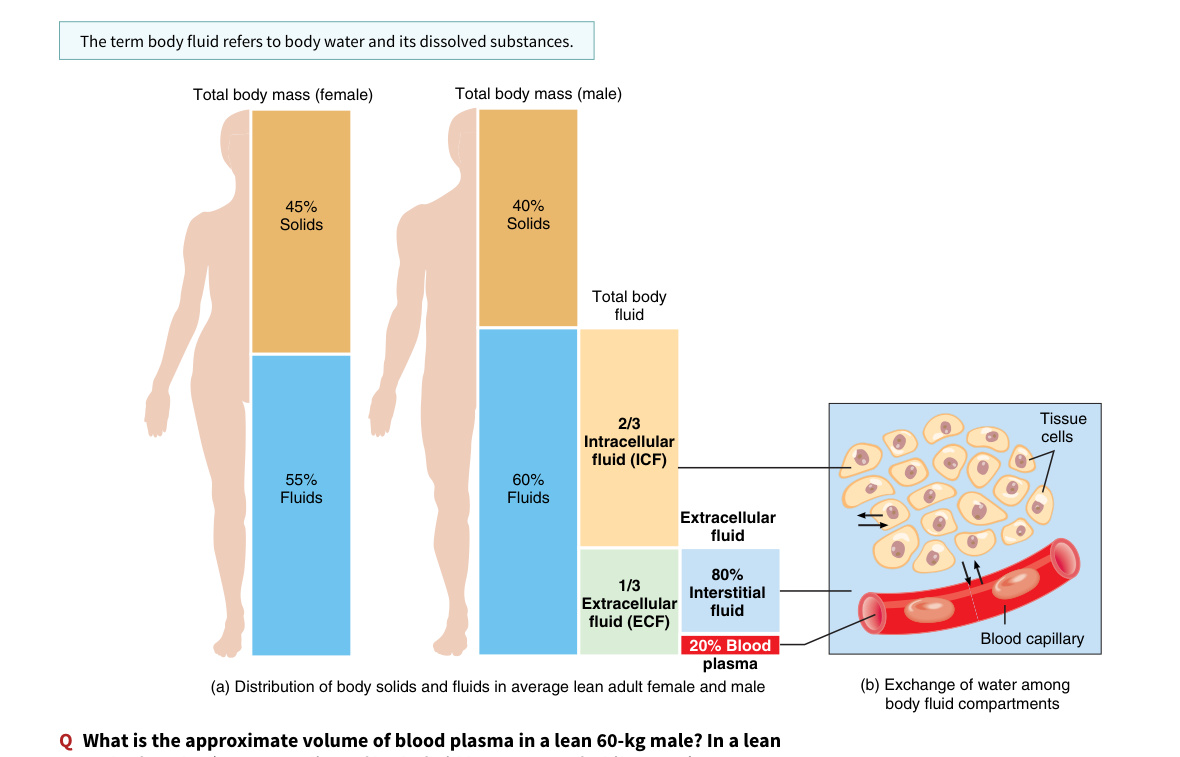 The term body fluid refers to body water and its dissolved substances.
Total body mass (female)
Total body mass (male)
45%
Solids
40%
Solids
Total body
fluid
55%
Fluids
60%
Fluids
2/3
Intracellular
fluid (ICF)
Extracellular
fluid
1/3
Extracellular
fluid (ECF)
80%
Interstitial
fluid
20% Blood
plasma
Tissue
cells
Blood capillary
(a) Distribution of body solids and fluids in average lean adult female and male
(b) Exchange of water among
body fluid compartments
Q What is the approximate volume of blood plasma in a lean 60-kg male? In a lean